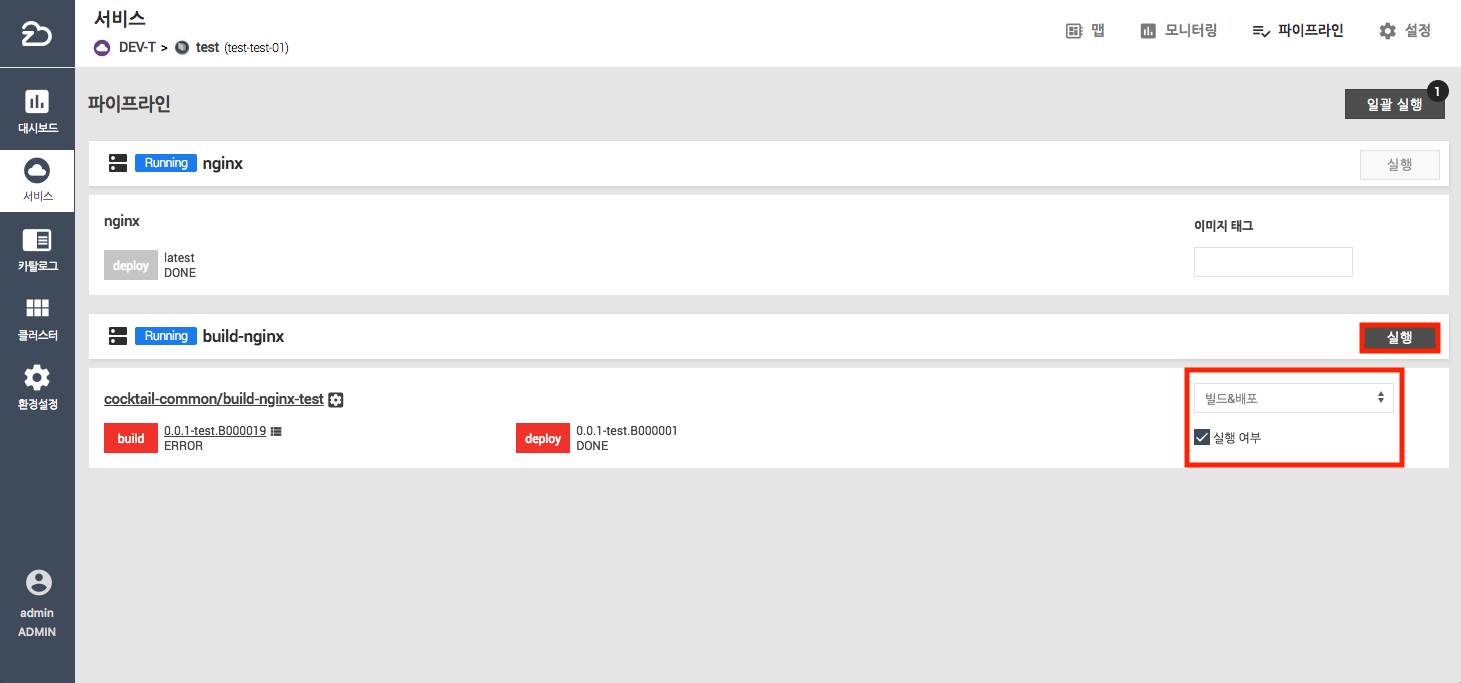 서비스
DEV-T > test (test-test-01)
맵
모니터링
파이프라인
설정
대시보드
서비스
카탈로그
클러스터
환경설정
admin
ADMIN
파이프라인
일괄 실행
1
Running nginx
실행
nginx
이미지 태그
deploy
latest
DONE
Running build-nginx
실행
cocktail-common/build-nginx-test
build
0.0.1-test.B000019
ERROR
deploy
0.0.1-test.B000001
DONE
빌드&배포
실행 여부